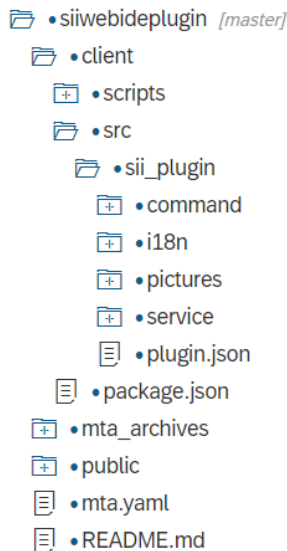 siiwebideplugin [master]
client
scripts
src
sii_plugin
command
i18n
pictures
service
plugin.json
package.json
mta_archives
public
mta.yaml
README.md